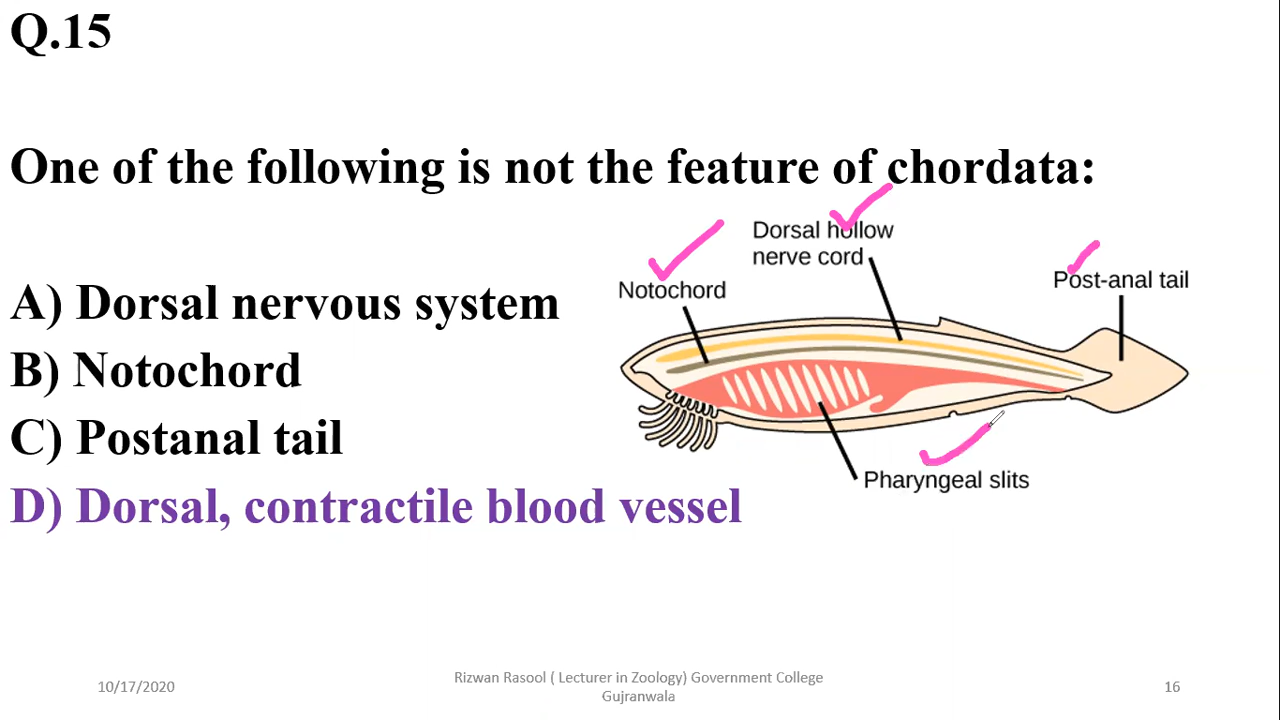 Q.15
One of the following is not the feature of chordata:
A) Dorsal nervous system
B) Notochord
C) Postanal tail
D) Dorsal, contractile blood vessel
Dorsal hollow
nerve cord
Notochord
Post-anal tail
Pharyngeal slits
10/17/2020
Rizwan Rasool ( Lecturer in Zoology) Government College
Gujranwala
16